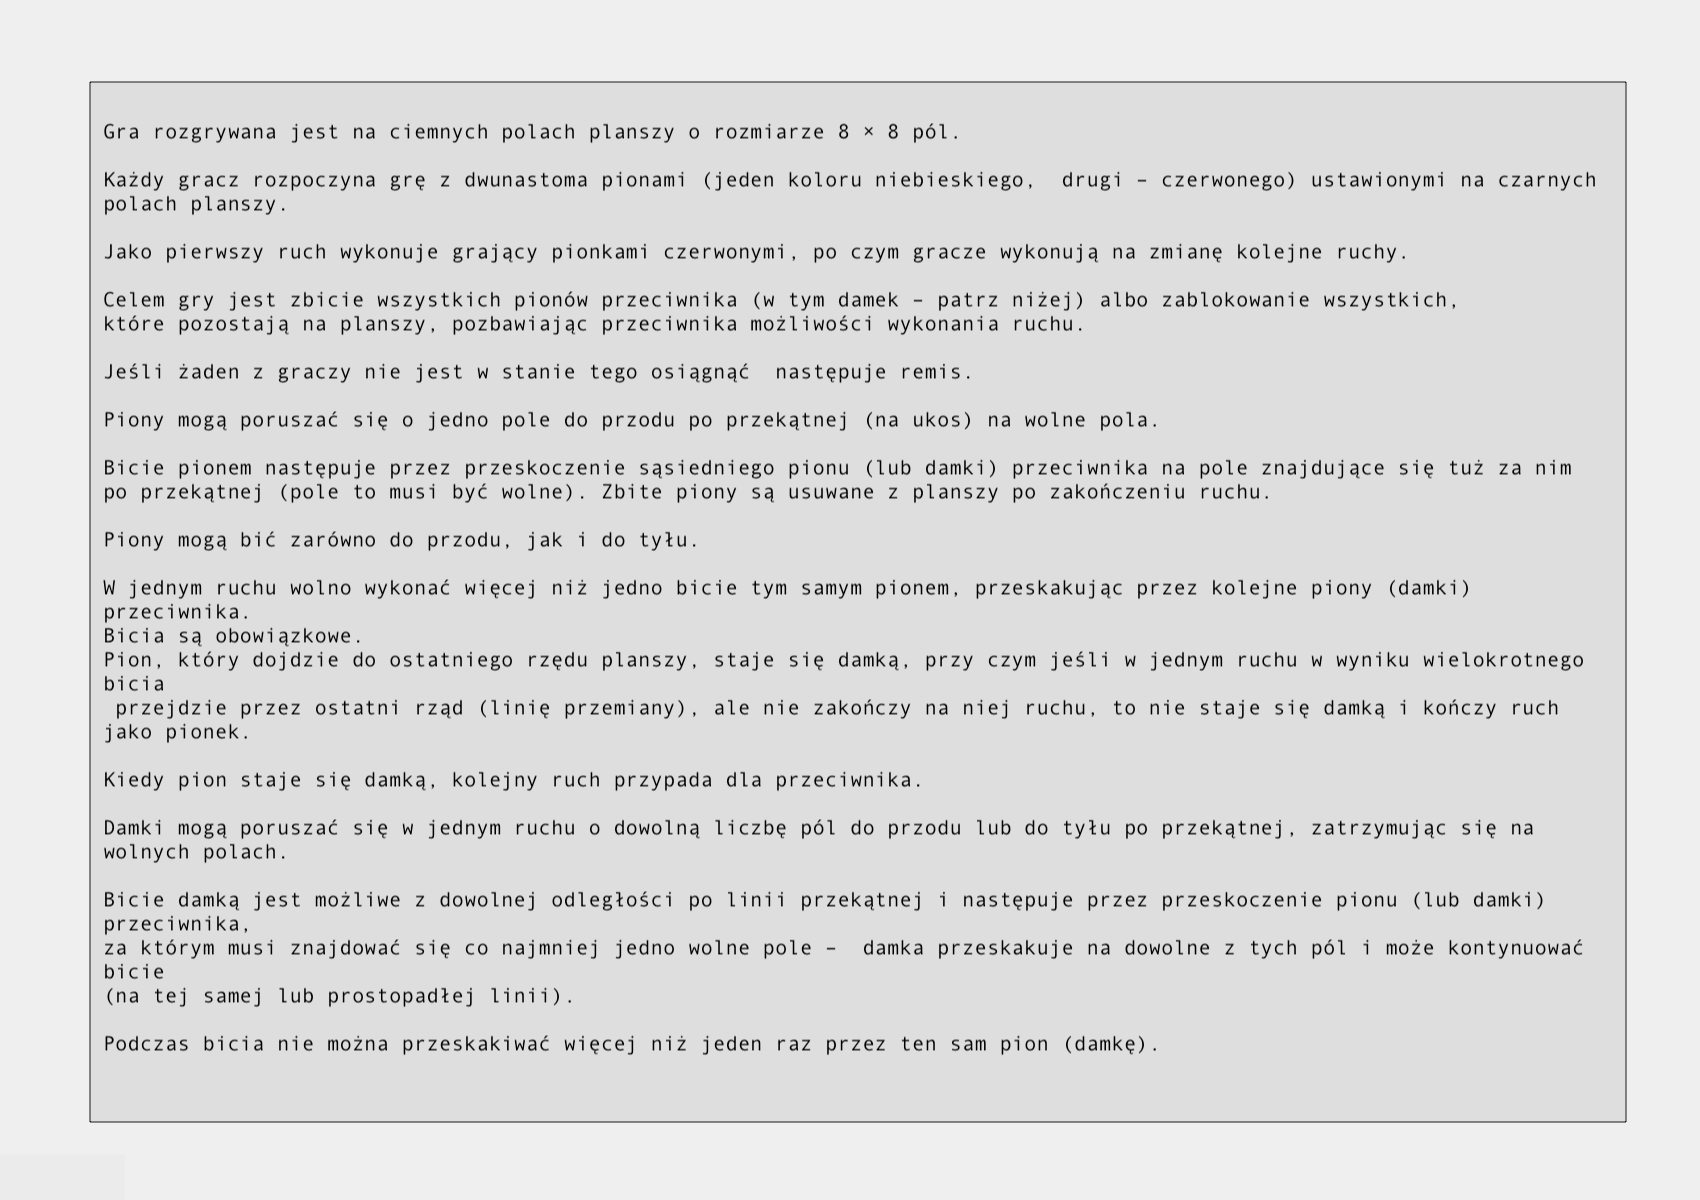 Gra rozgrywana jest na ciemnych polach planszy o rozmiarze 8 × 8 pól.
Każdy gracz rozpoczyna grę z dwunastoma pionami (jeden koloru niebieskiego,  drugi – czerwonego) ustawionymi na czarnych
polach planszy.
Jako pierwszy ruch wykonuje grający pionkami czerwonymi, po czym gracze wykonują na zmianę kolejne ruchy.
Celem gry jest zbicie wszystkich pionów przeciwnika (w tym damek – patrz niżej) albo zablokowanie wszystkich,
które pozostają na planszy, pozbawiając przeciwnika możliwości wykonania ruchu.
Jeśli żaden z graczy nie jest w stanie tego osiągnąć  następuje remis.
Piony mogą poruszać się o jedno pole do przodu po przekątnej (na ukos) na wolne pola.
Bicie pionem następuje przez przeskoczenie sąsiedniego pionu (lub damki) przeciwnika na pole znajdujące się tuż za nim
po przekątnej (pole to musi być wolne). Zbite piony są usuwane z planszy po zakończeniu ruchu.
Piony mogą bić zarówno do przodu, jak i do tyłu.
W jednym ruchu wolno wykonać więcej niż jedno bicie tym samym pionem, przeskakując przez kolejne piony (damki)
przeciwnika.
Bicia są obowiązkowe.
Pion, który dojdzie do ostatniego rzędu planszy, staje się damką, przy czym jeśli w jednym ruchu w wyniku wielokrotnego
bicia
przejdzie przez ostatni rząd (linię przemiany), ale nie zakończy na niej ruchu, to nie staje się damką i kończy ruch
jako pionek.
Kiedy pion staje się damką, kolejny ruch przypada dla przeciwnika.
Damki mogą poruszać się w jednym ruchu o dowolną liczbę pól do przodu lub do tyłu po przekątnej, zatrzymując się na
wolnych polach.
Bicie damką jest możliwe z dowolnej odległości po linii przekątnej i następuje przez przeskoczenie pionu (lub damki)
przeciwnika,
za którym musi znajdować się co najmniej jedno wolne pole –  damka przeskakuje na dowolne z tych pól i może kontynuować
bicie
(na tej samej lub prostopadłej linii).
Podczas bicia nie można przeskakiwać więcej niż jeden raz przez ten sam pion (damkę).